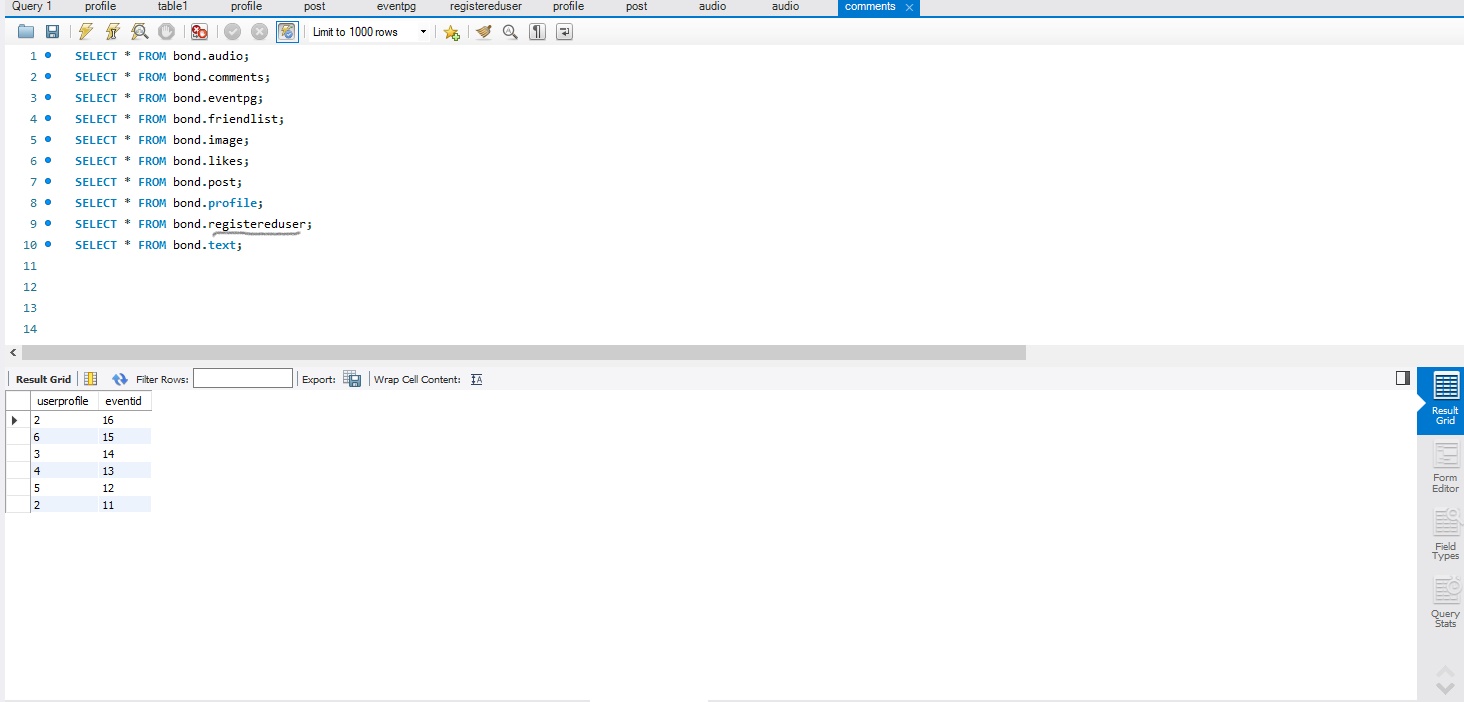 Query 1 profile table1 profile post eventpg registereduser profile post audio audio comments
Limit to 1000 rows
1 SELECT * FROM bond.audio;
2 SELECT * FROM bond.comments;
3 SELECT * FROM bond.eventpg;
4 SELECT * FROM bond.friendlist;
5 SELECT * FROM bond.image;
6 SELECT * FROM bond.likes;
7 SELECT * FROM bond.post;
8 SELECT * FROM bond.profile;
9 SELECT * FROM bond.registereduser;
10 SELECT * FROM bond.text;
11
12
13
14
Result Grid Filter Rows: Export: Wrap Cell Content:
userprofile eventid
2 16
6 15
3 14
4 13
5 12
2 11
Result
Grid
Form
Editor
Field
Types
Query
Stats